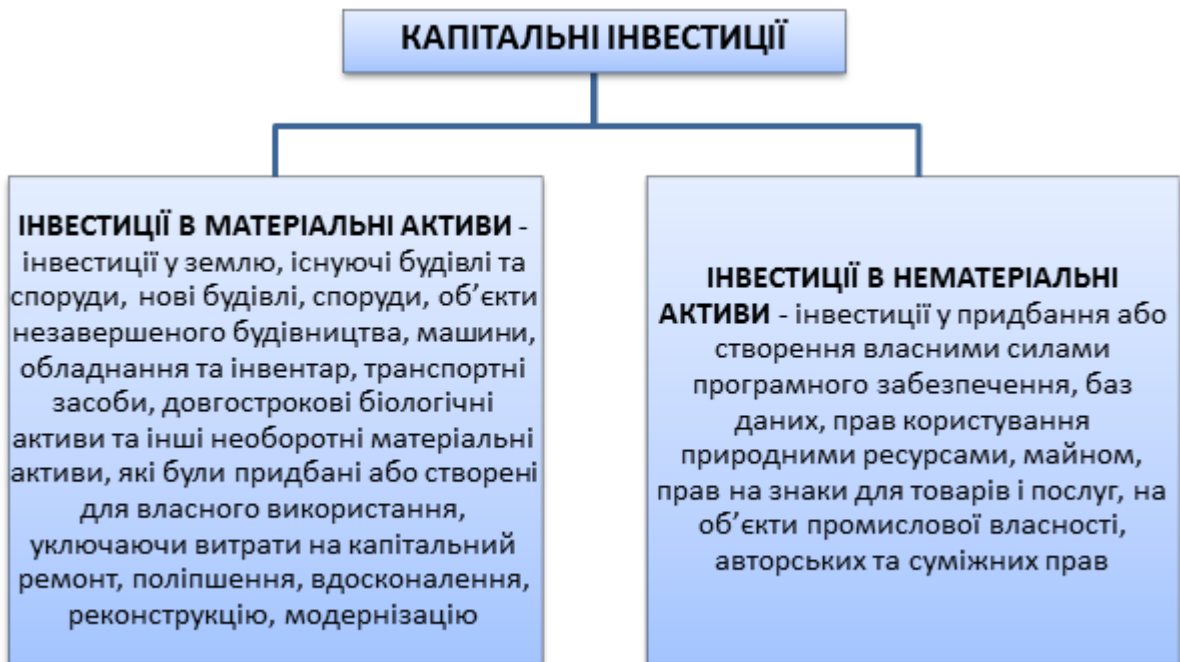 КАПІТАЛЬНІ ІНВЕСТИЦІЇ
ІНВЕСТИЦІЇ В МАТЕРІАЛЬНІ АКТИВИ -
інвестиції у землю, існуючі будівлі та
споруди, нові будівлі, споруди, об’єкти
незавершеного будівництва, машини,
обладнання та інвентар, транспортні
засоби, довгострокові біологічні
активи та інші необоротні матеріальні
активи, які були придбані або створені
для власного використання,
уключаючи витрати на капітальний
ремонт, поліпшення, вдосконалення,
реконструкцію, модернізацію
ІНВЕСТИЦІЇ В НЕМАТЕРІАЛЬНІ
АКТИВИ - інвестиції у придбання або
створення власними силами
програмного забезпечення, баз
даних, прав користування
природними ресурсами, майном,
прав на знаки для товарів і послуг, на
об’єкти промислової власності,
авторських та суміжних прав